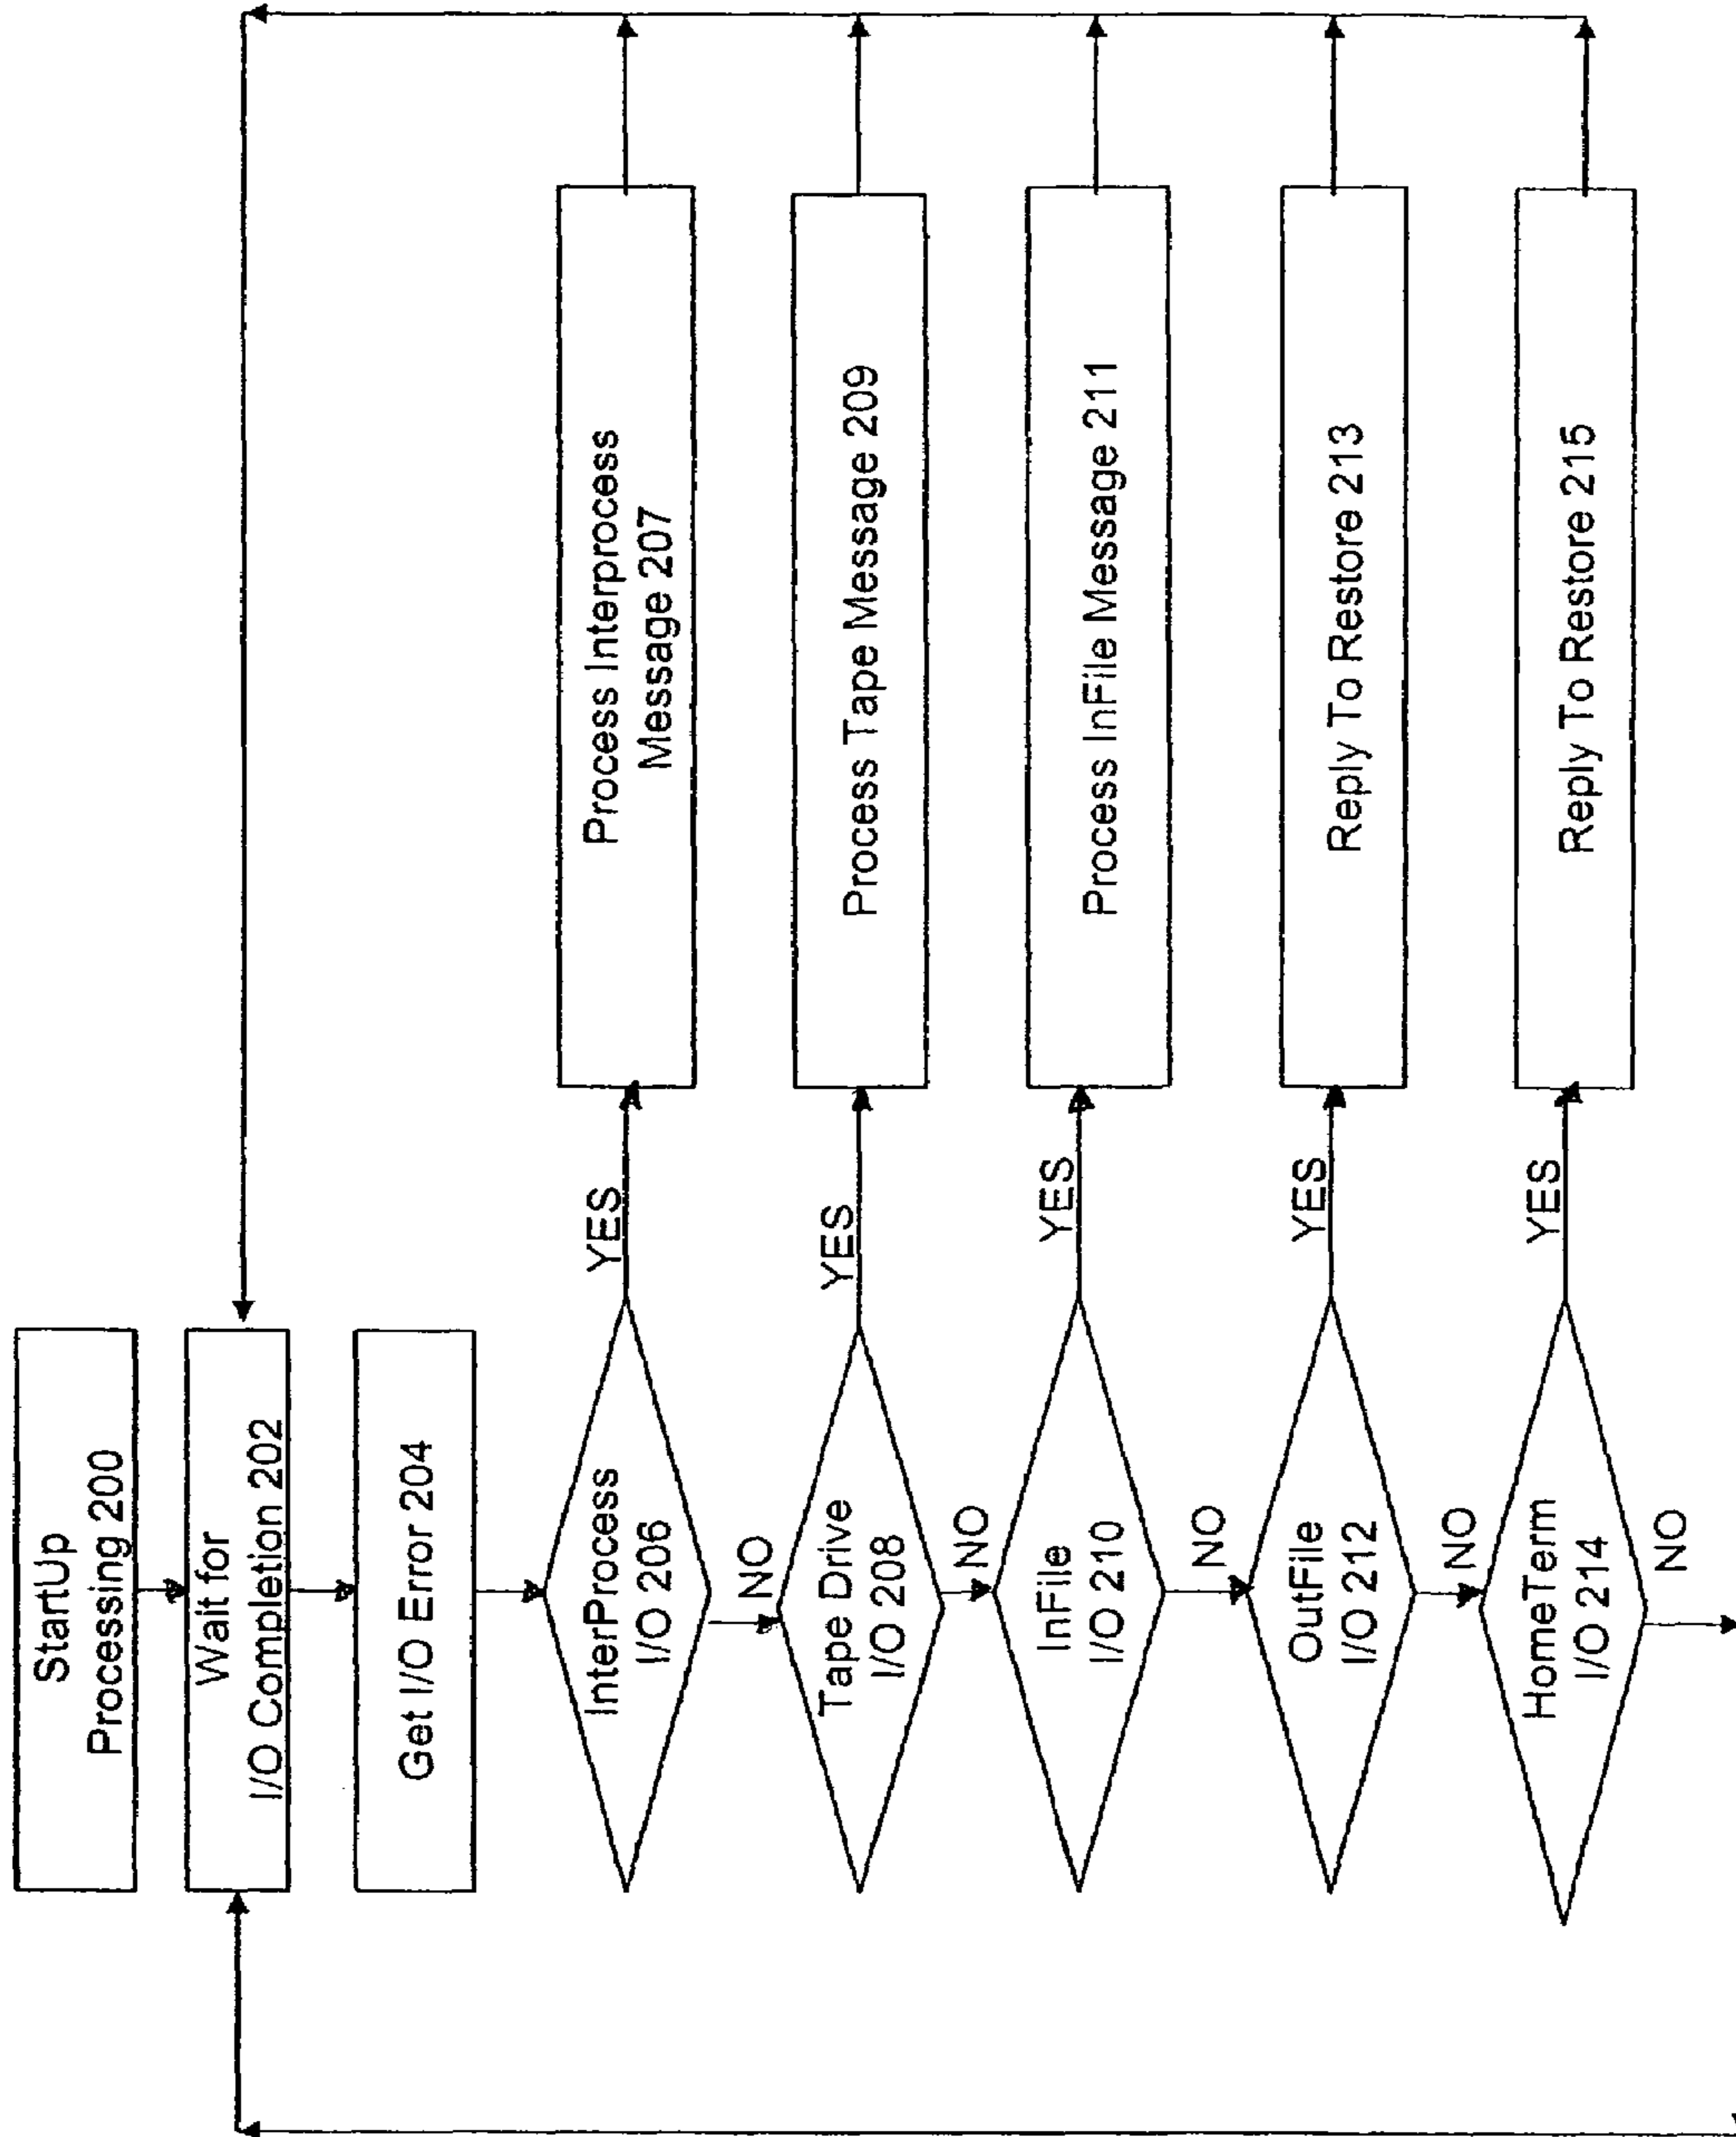 StartUp
Processing 200
Wait for
I/O Completion 202
Get I/O Error 204
InterProcess
I/O 206
YES
Process Interprocess
Message 207
NO
Tape Drive
I/O 208
YES
Process Tape Message 209
NO
InFile
I/O 210
YES
Process InFile Message 211
NO
OutFile
I/O 212
YES
Reply To Restore 213
NO
HomeTerm
I/O 214
YES
Reply To Restore 215
NO